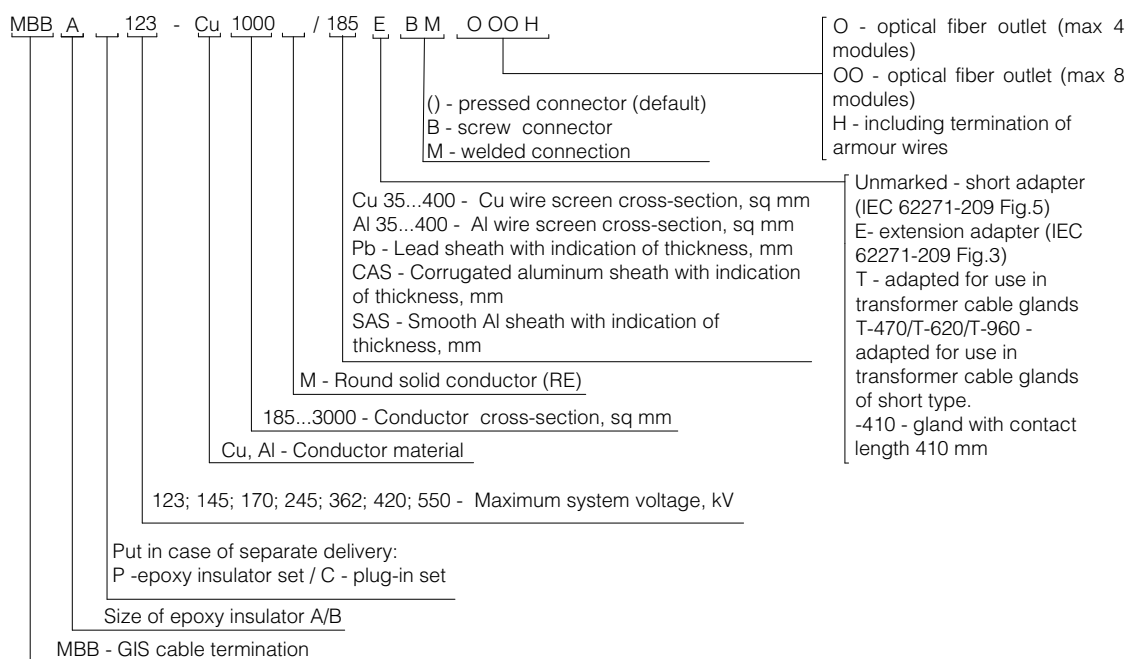 MBB A _ 123 - Cu 1000 _ / 185 E BM O OO H
O - optical fiber outlet (max 4
modules)
OO - optical fiber outlet (max 8
modules)
H - including termination of
armour wires
() - pressed connector (default)
B - screw connector
M - welded connection
Unmarked - short adapter
(IEC 62271-209 Fig.5)
E- extension adapter (IEC
62271-209 Fig.3)
T - adapted for use in
transformer cable glands
T-470/T-620/T-960 -
adapted for use in
transformer cable glands
of short type.
-410 - gland with contact
length 410 mm
Cu 35...400 - Cu wire screen cross-section, sq mm
Al 35...400 - Al wire screen cross-section, sq mm
Pb - Lead sheath with indication of thickness, mm
CAS - Corrugated aluminum sheath with indication
of thickness, mm
SAS - Smooth Al sheath with indication of
thickness, mm
M - Round solid conductor (RE)
185...3000 - Conductor cross-section, sq mm
Cu, Al - Conductor material
123; 145; 170; 245; 362; 420; 550 - Maximum system voltage, kV
Put in case of separate delivery:
P -epoxy insulator set / C - plug-in set
Size of epoxy insulator A/B
MBB - GIS cable termination